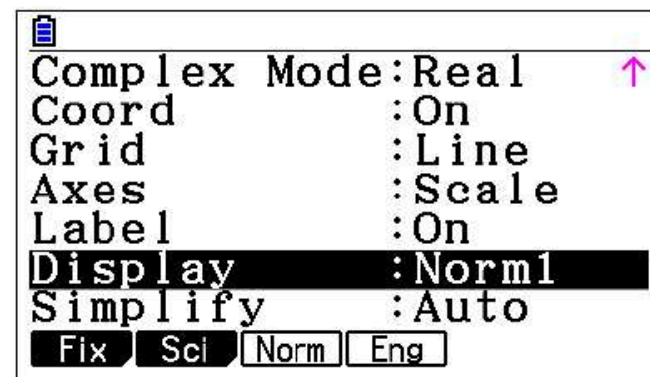 Complex Mode:Real ↑
Coord :On
Grid :Line
Axes :Scale
Label :On
Display :Norm1
Simplify :Auto
Fix Sci Norm Eng